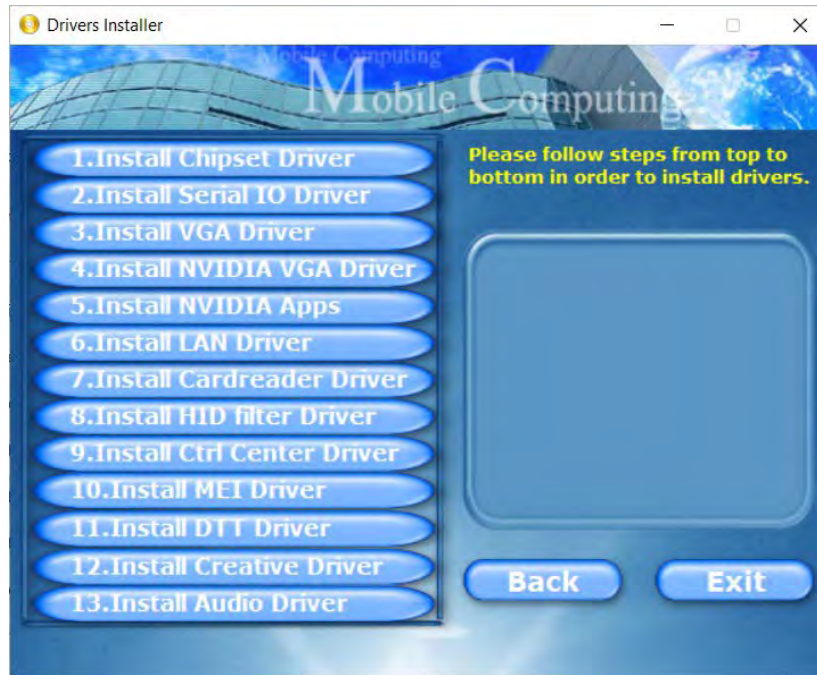 Drivers Installer
Mobile Computing
Mobile Computing
1.Install Chipset Driver
2.Install Serial IO Driver
3.Install VGA Driver
4.Install NVIDIA VGA Driver
5.Install NVIDIA Apps
6.Install LAN Driver
7.Install Cardreader Driver
8.Install HID filter Driver
9.Install Ctrl Center Driver
10.Install MEI Driver
11.Install DTT Driver
12.Install Creative Driver
13.Install Audio Driver
Please follow steps from top to
bottom in order to install drivers.
Back
Exit